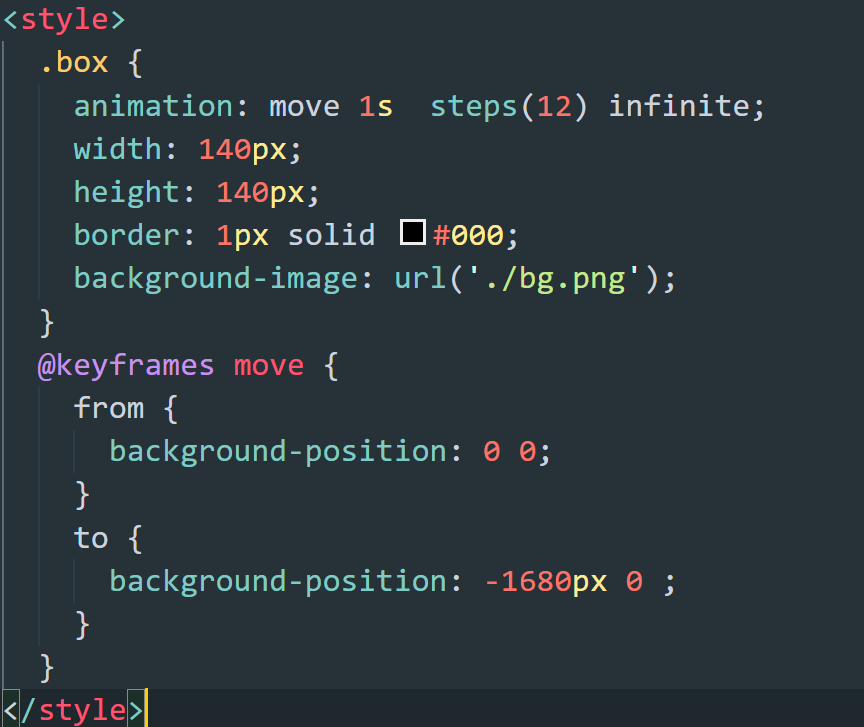 <style>
  .box {
    animation: move 1s  steps(12) infinite;
    width: 140px;
    height: 140px;
    border: 1px solid #000;
    background-image: url('./bg.png');
  }
  @keyframes move {
    from {
      background-position: 0 0;
    }
    to {
      background-position: -1680px 0 ;
    }
  }
</style>